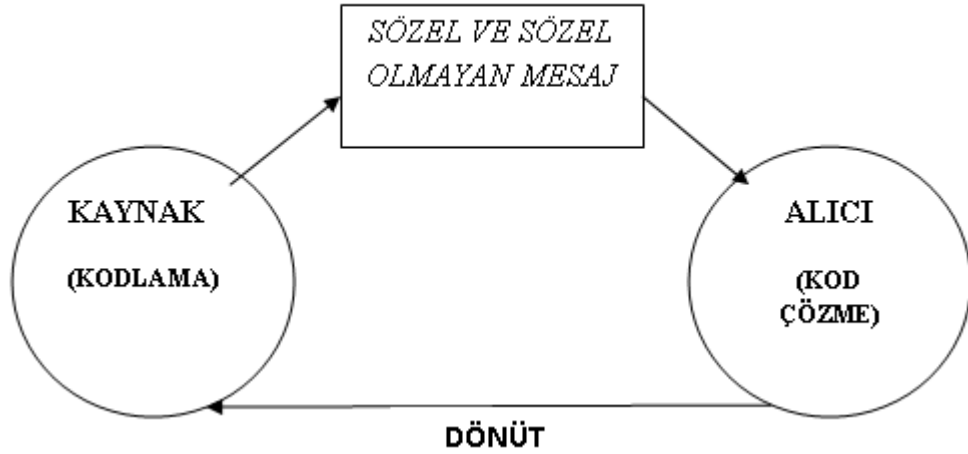 SÖZEL VE SÖZEL
OLMAYAN MESAJ
KAYNAK
(KODLAMA)
ALICI
(KOD
ÇÖZME)
DÖNÜT